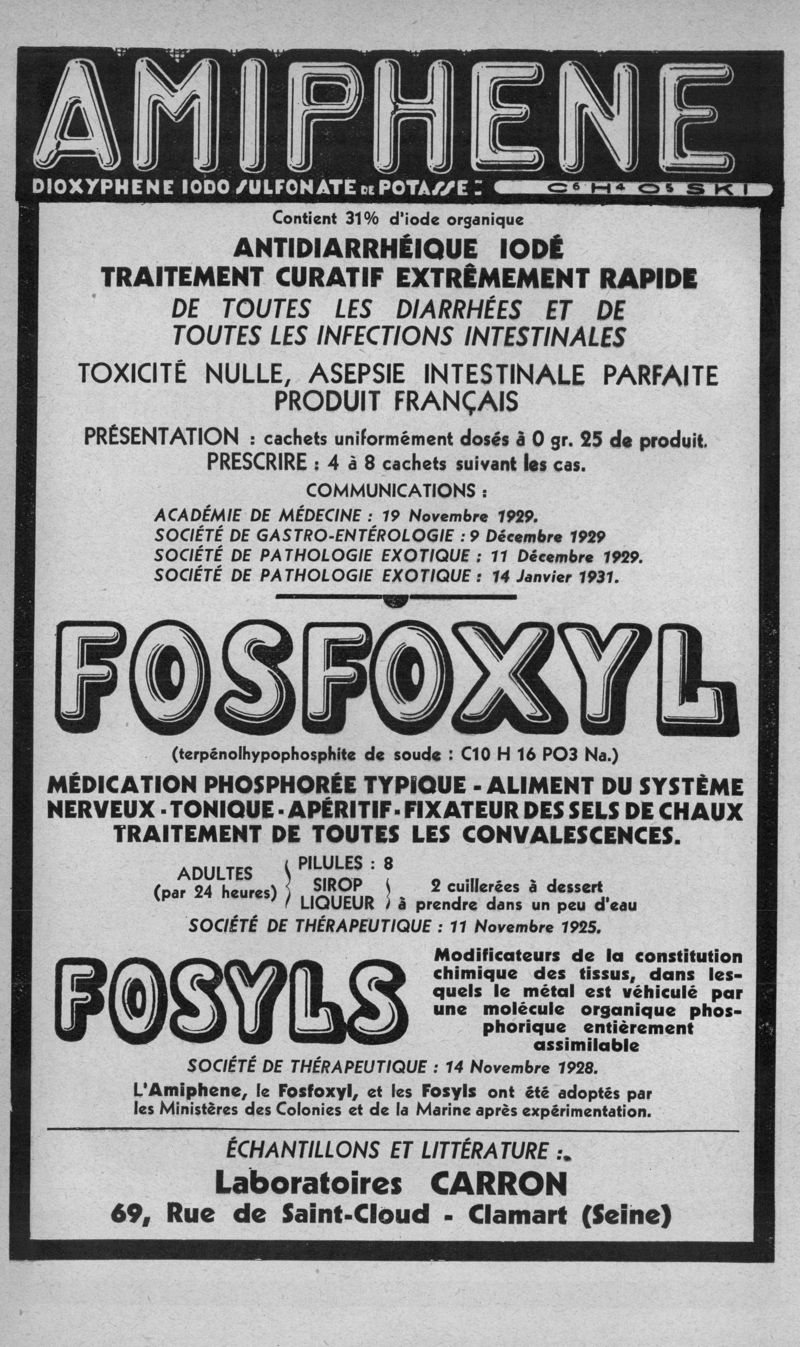 AMIPHENE
DIOXYPHENE IODO SULFONATE DE POTASSE : C⁶ H⁴ O⁵ S K I
Contient 31% d'iode organique
ANTIDIARRHÉIQUE IODÉ
TRAITEMENT CURATIF EXTRÊMEMENT RAPIDE
DE TOUTES LES DIARRHÉES ET DE
TOUTES LES INFECTIONS INTESTINALES
TOXICITÉ NULLE, ASEPSIE INTESTINALE PARFAITE
PRODUIT FRANÇAIS
PRÉSENTATION : cachets uniformément dosés à 0 gr. 25 de produit.
PRESCRIRE : 4 à 8 cachets suivant les cas.
COMMUNICATIONS :
ACADÉMIE DE MÉDECINE : 19 Novembre 1929.
SOCIÉTÉ DE GASTRO-ENTÉROLOGIE : 9 Décembre 1929
SOCIÉTÉ DE PATHOLOGIE EXOTIQUE : 11 Décembre 1929.
SOCIÉTÉ DE PATHOLOGIE EXOTIQUE : 14 Janvier 1931.
FOSFOXYL
(terpénolhypophosphite de soude : C10 H 16 PO3 Na.)
MÉDICATION PHOSPHORÉE TYPIQUE - ALIMENT DU SYSTÈME
NERVEUX - TONIQUE - APÉRITIF - FIXATEUR DES SELS DE CHAUX
TRAITEMENT DE TOUTES LES CONVALESCENCES.
ADULTES
(par 24 heures)
PILULES : 8
SIROP
LIQUEUR
2 cuillerées à dessert
à prendre dans un peu d'eau
SOCIÉTÉ DE THÉRAPEUTIQUE : 11 Novembre 1925.
FOSYLS
Modificateurs de la constitution
chimique des tissus, dans les-
quels le métal est véhiculé par
une molécule organique phos-
phorique entièrement
assimilable
SOCIÉTÉ DE THÉRAPEUTIQUE : 14 Novembre 1928.
L'Amiphene, le Fosfoxyl, et les Fosyls ont été adoptés par
les Ministères des Colonies et de la Marine après expérimentation.
ÉCHANTILLONS ET LITTÉRATURE :.
Laboratoires CARRON
69, Rue de Saint-Cloud - Clamart (Seine)